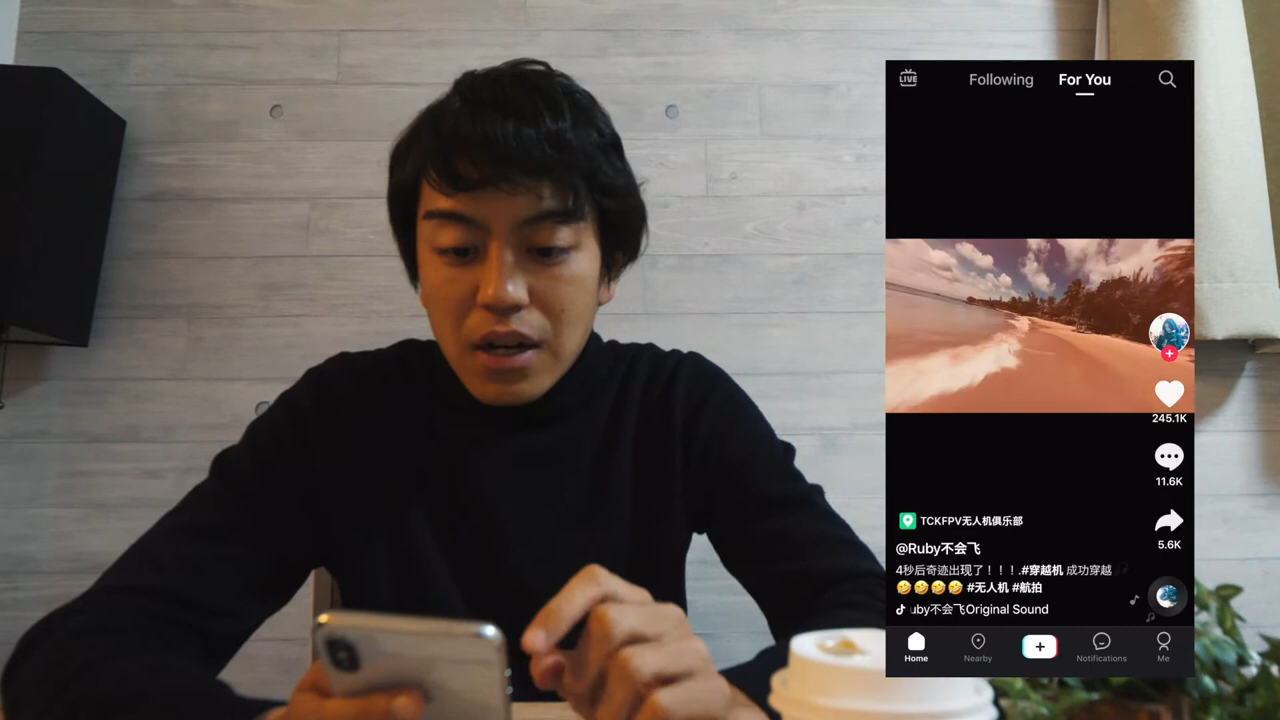 LIVE
Following For You
245.1K
11.6K
TCKFPV无人机俱乐部
5.6K
@Ruby不会飞
4秒后奇迹出现了！！！.#穿越机 成功穿越
🤣🤣🤣🤣 #无人机 #航拍
uby不会飞Original Sound
Home Nearby Notifications Me